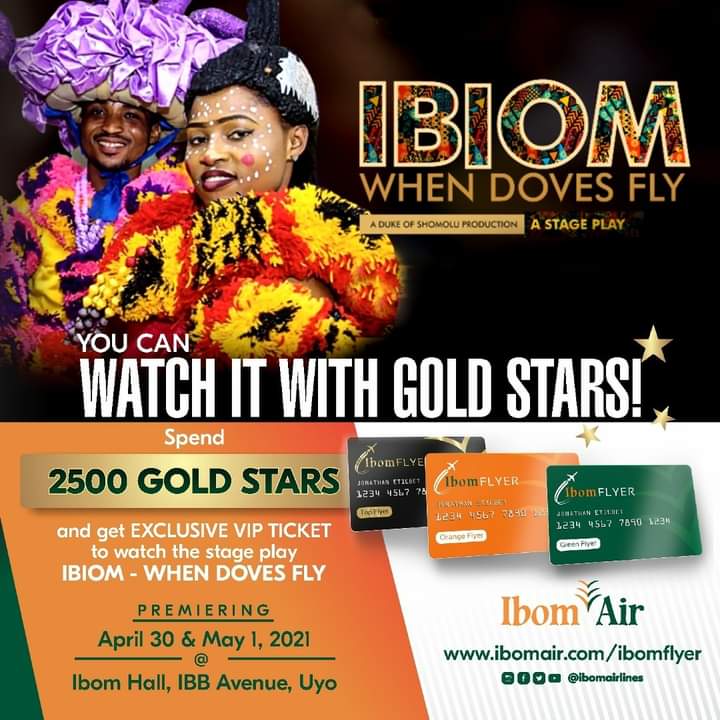 IBIOM
WHEN DOVES FLY
A DUKE OF SHOMOLU PRODUCTION A STAGE PLAY
YOU CAN
WATCH IT WITH GOLD STARS!
Spend
2500 GOLD STARS
and get EXCLUSIVE VIP TICKET
to watch the stage play
IBIOM - WHEN DOVES FLY
PREMIERING
April 30 & May 1, 2021
@
Ibom Hall, IBB Avenue, Uyo
IbomFLYE
JONATHAN ETIEBET
1234 4567 78
IbomFLYER
JONATHAN ETIEBET
1234 4567 7890 12
Orange Flyer
IbomFLYER
JONATHAN ETIEBET
1234 4567 7890 1234
Green Flyer
Ibom Air
www.ibomair.com/ibomflyer
@ibomairlines